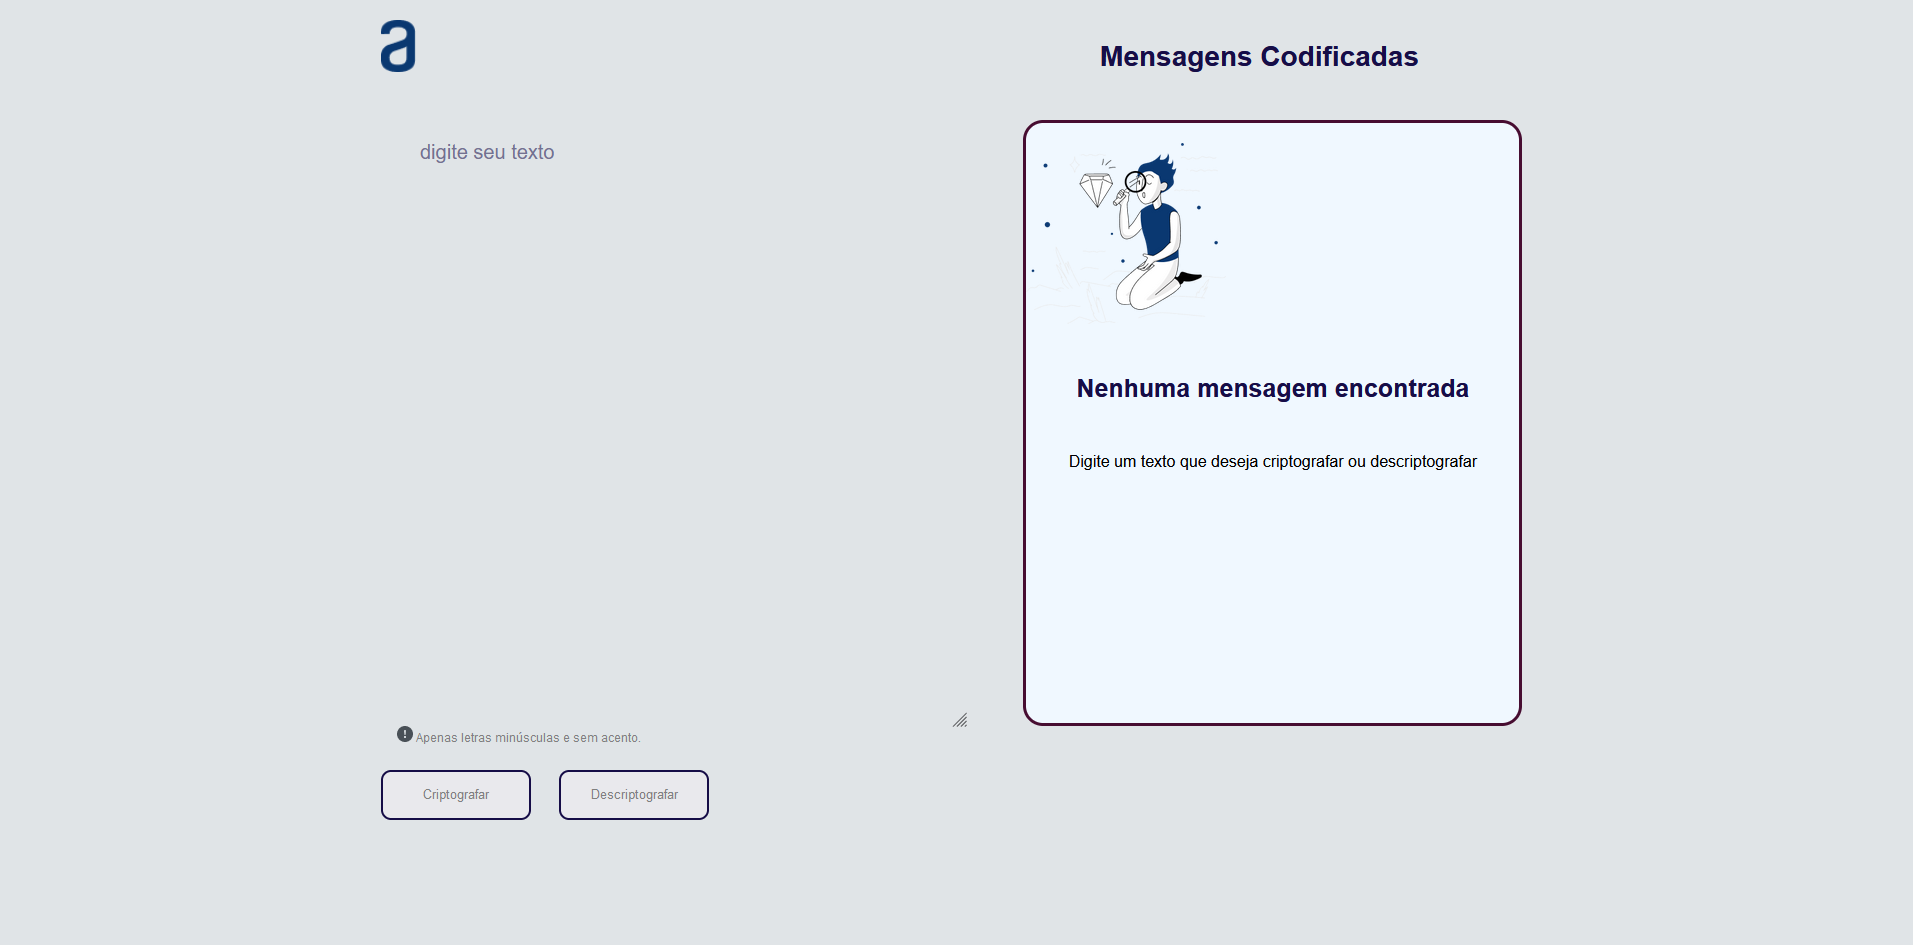 a
Mensagens Codificadas
digite seu texto
Nenhuma mensagem encontrada
Digite um texto que deseja criptografar ou descriptografar
Apenas letras minúsculas e sem acento.
Criptografar
Descriptografar